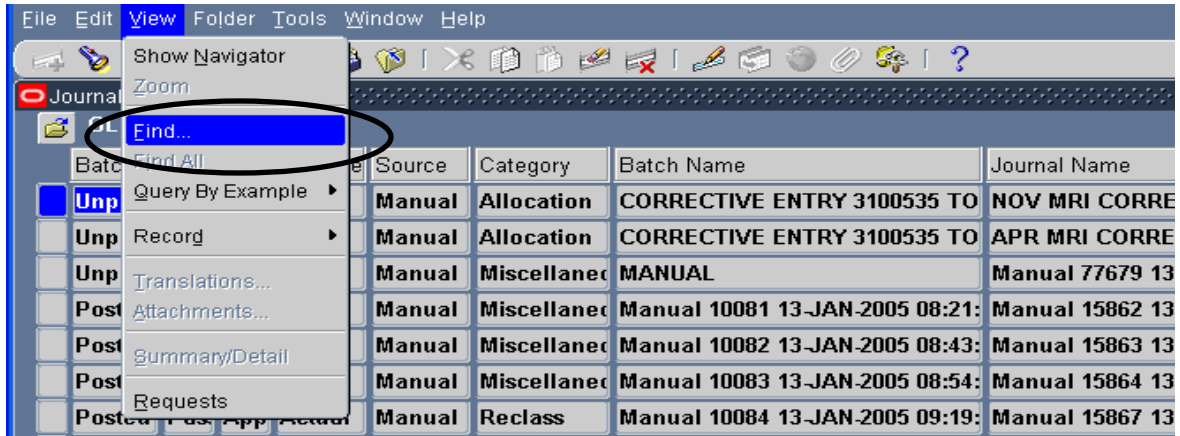 File Edit View Folder Tools Window Help
Show Navigator
Zoom
Journal
GL
Find...
Find All
Source Category Batch Name Journal Name
Query By Example
Unp Manual Allocation CORRECTIVE ENTRY 3100535 TO NOV MRI CORRE
Record
Unp Manual Allocation CORRECTIVE ENTRY 3100535 TO APR MRI CORRE
Unp Manual Miscellanec MANUAL Manual 77679 13
Translations...
Attachments...
Post Manual Miscellanec Manual 10081 13-JAN-2005 08:21: Manual 15862 13
Post Manual Miscellanec Manual 10082 13-JAN-2005 08:43: Manual 15863 13
Summary/Detail
Post Manual Miscellanec Manual 10083 13-JAN-2005 08:54: Manual 15864 13
Requests
Posted Manual Reclass Manual 10084 13-JAN-2005 09:19: Manual 15867 13